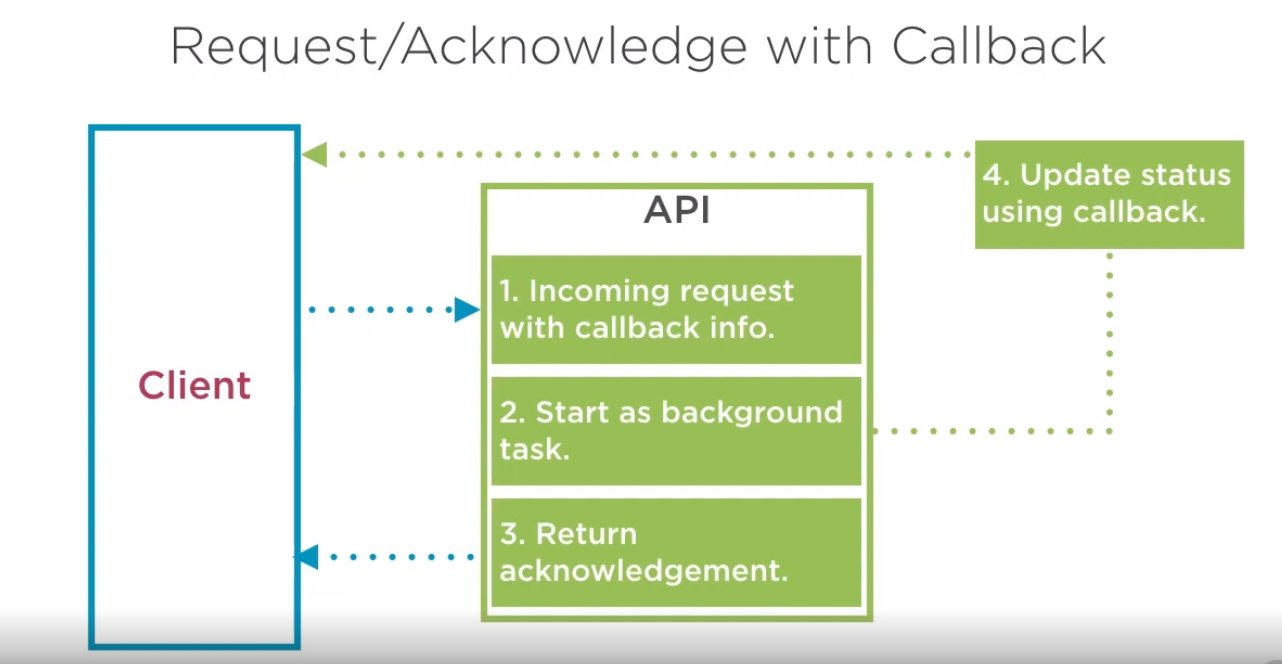 Request/Acknowledge with Callback
4. Update status
using callback.
API
1. Incoming request
with callback info.
Client
2. Start as background
task.
3. Return
acknowledgement.